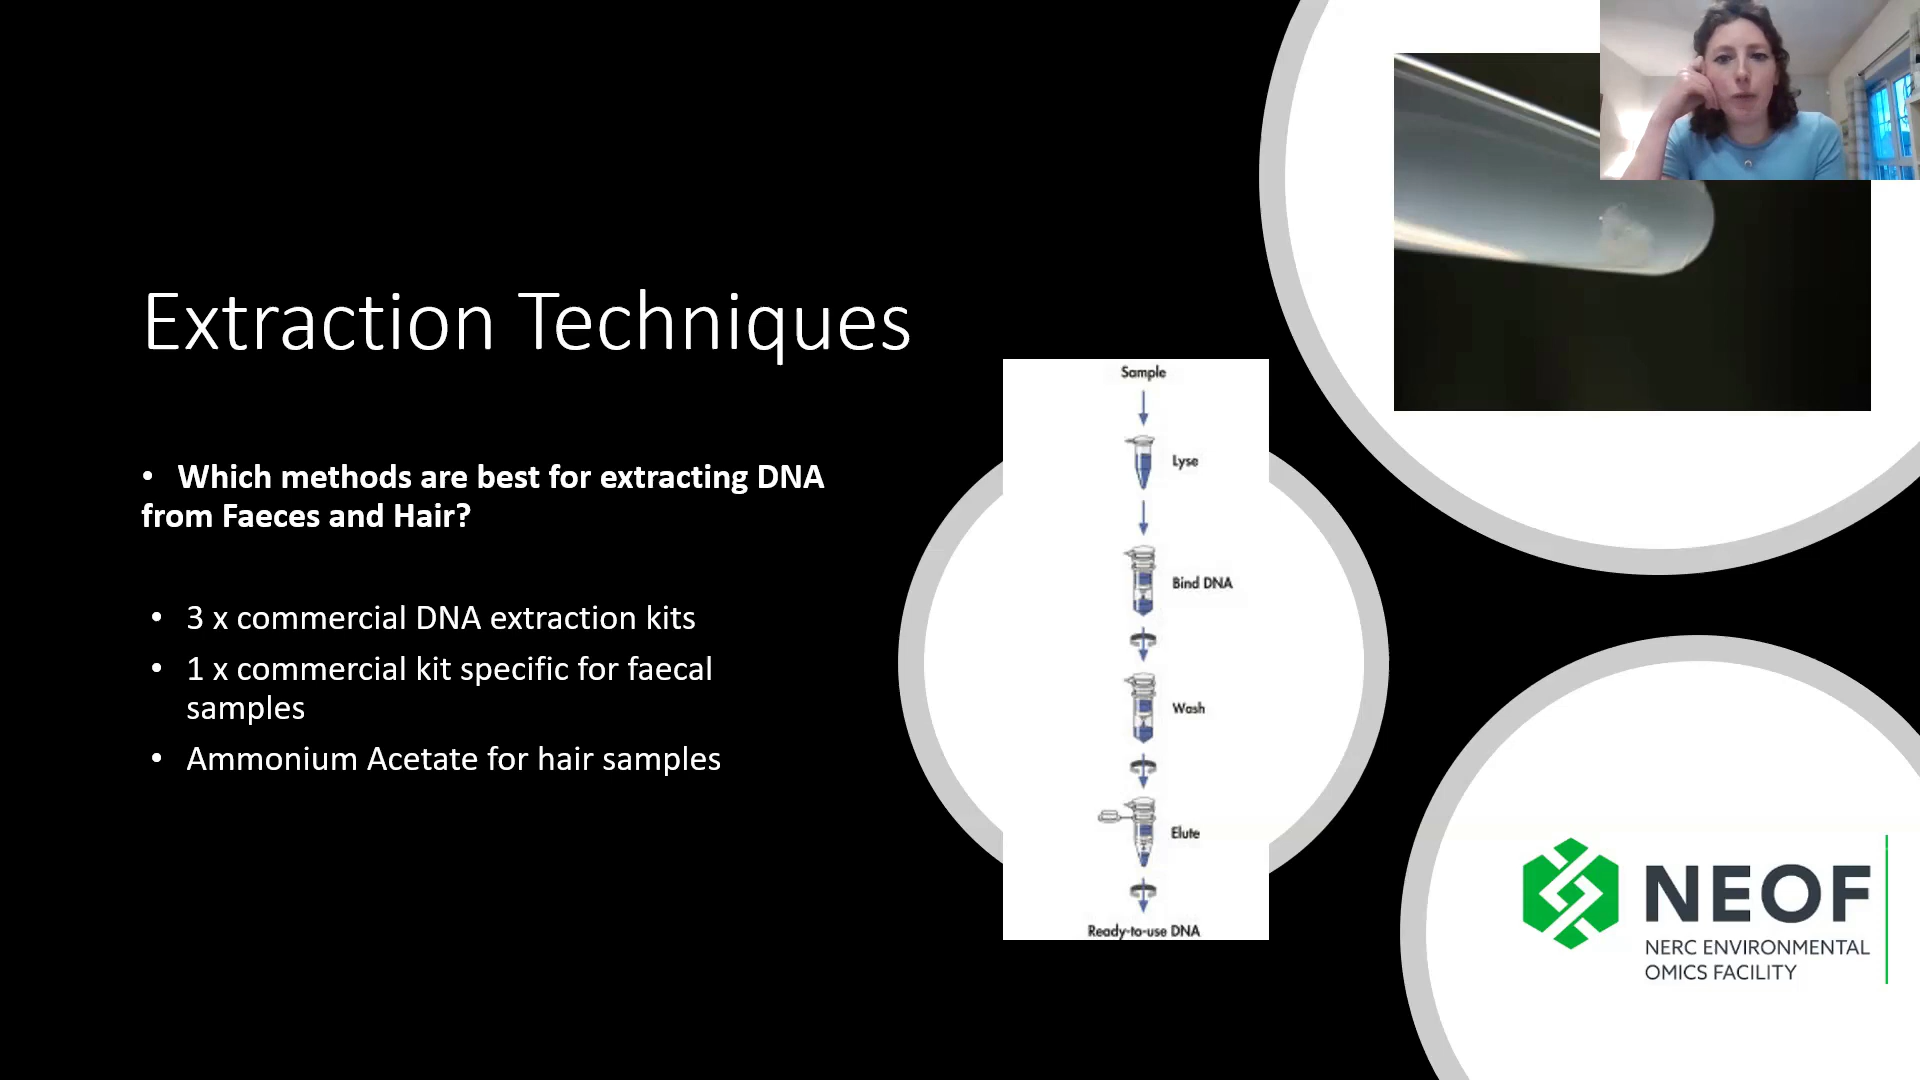 Extraction Techniques
• Which methods are best for extracting DNA
from Faeces and Hair?
• 3 x commercial DNA extraction kits
• 1 x commercial kit specific for faecal
samples
• Ammonium Acetate for hair samples
Sample
Lyse
Bind DNA
Wash
Elute
Ready-to-use DNA
NEOF
NERC ENVIRONMENTAL
OMICS FACILITY